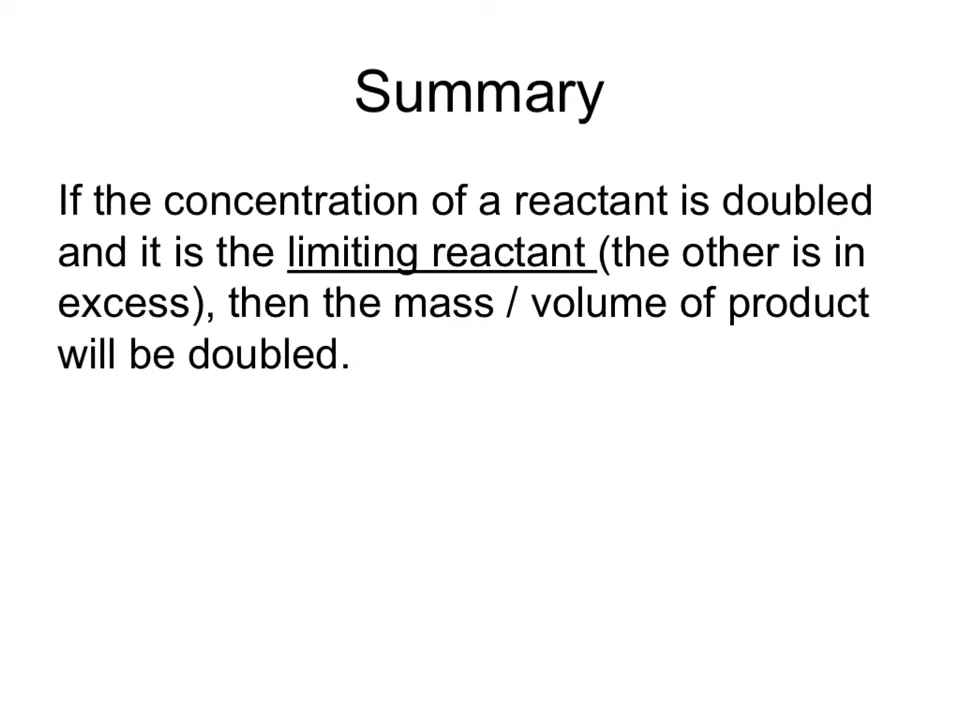 Summary
If the concentration of a reactant is doubled
and it is the limiting reactant (the other is in
excess), then the mass / volume of product
will be doubled.